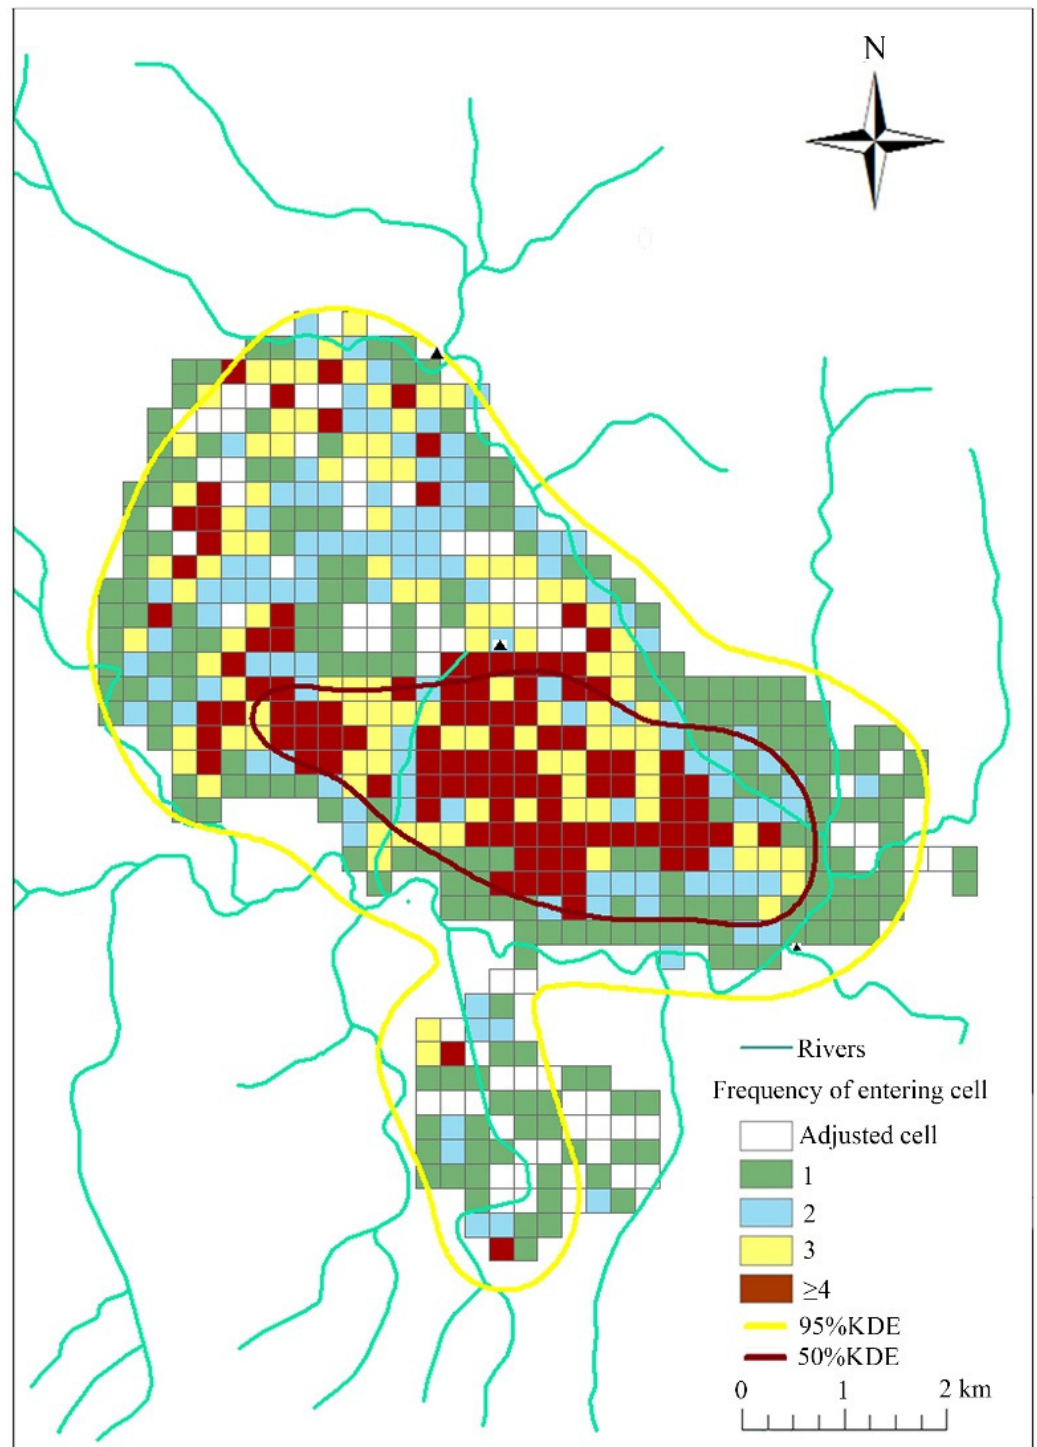 N
Rivers
Frequency of entering cell
Adjusted cell
1
2
3
≥4
95%KDE
50%KDE
0 1 2 km